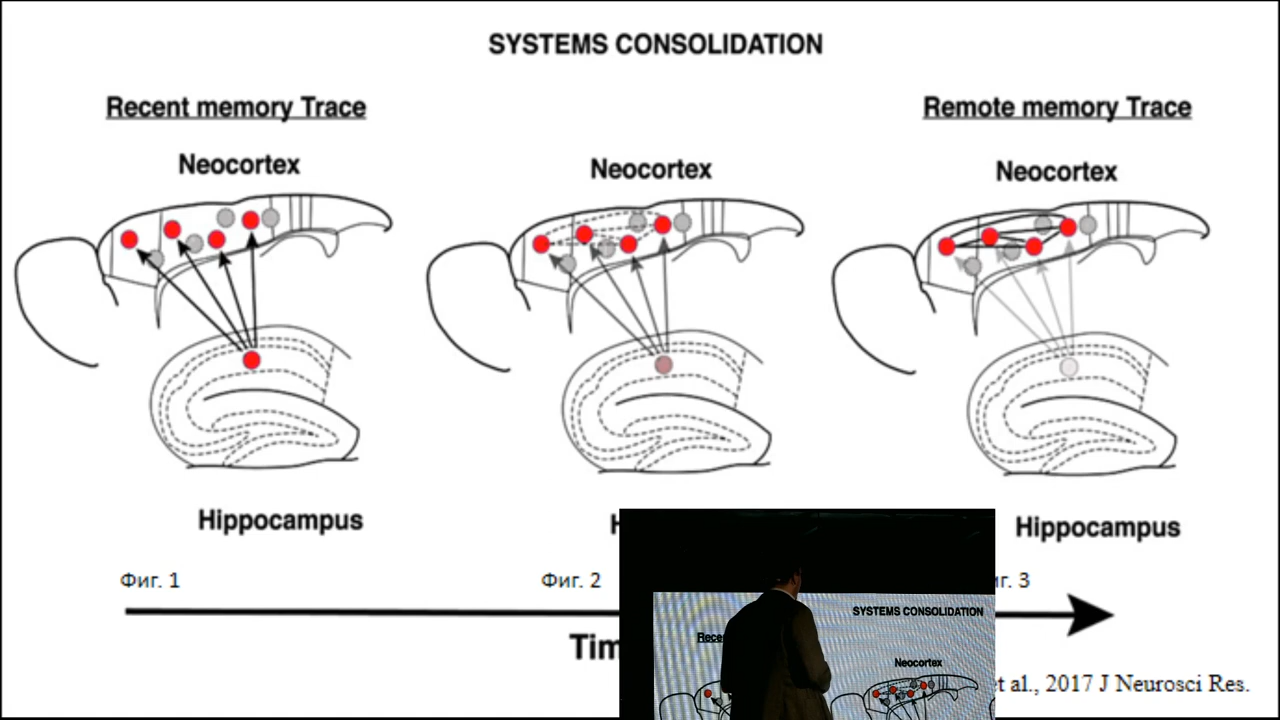 SYSTEMS CONSOLIDATION
Recent memory Trace
Remote memory Trace
Neocortex
Neocortex
Neocortex
Hippocampus
Hippocampus
Фиг. 1
Фиг. 2
3
et al., 2017 J Neurosci Res.
SYSTEMS CONSOLIDATION
Neocortex